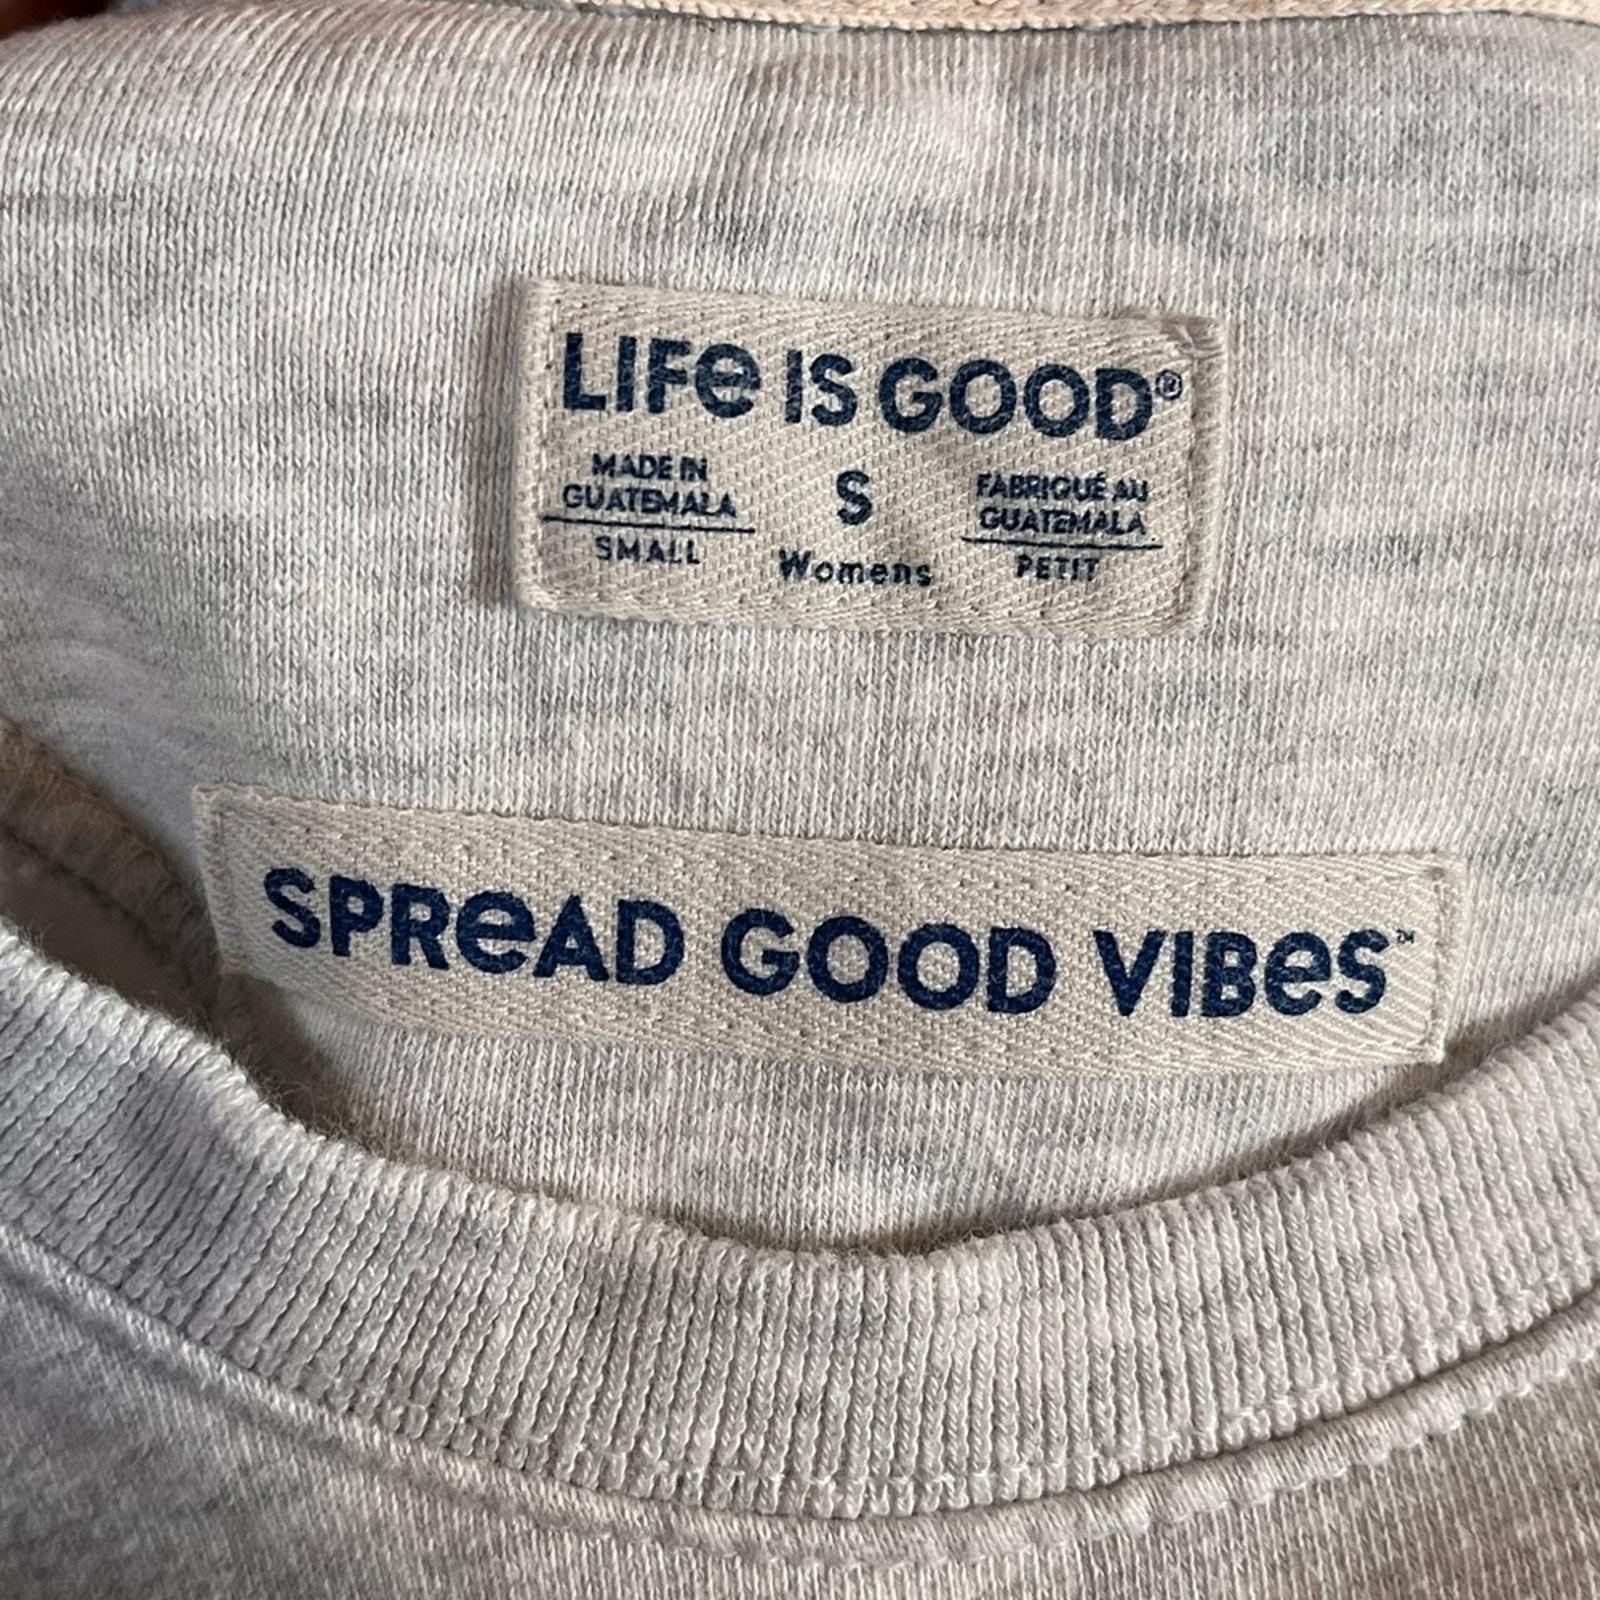 LIFe IS GOOD®
MADE IN
GUATEMALA
SMALL
S
Womens
FABRIQUÉ AU
GUATEMALA
PETIT
SPReAD GOOD VIBeS™